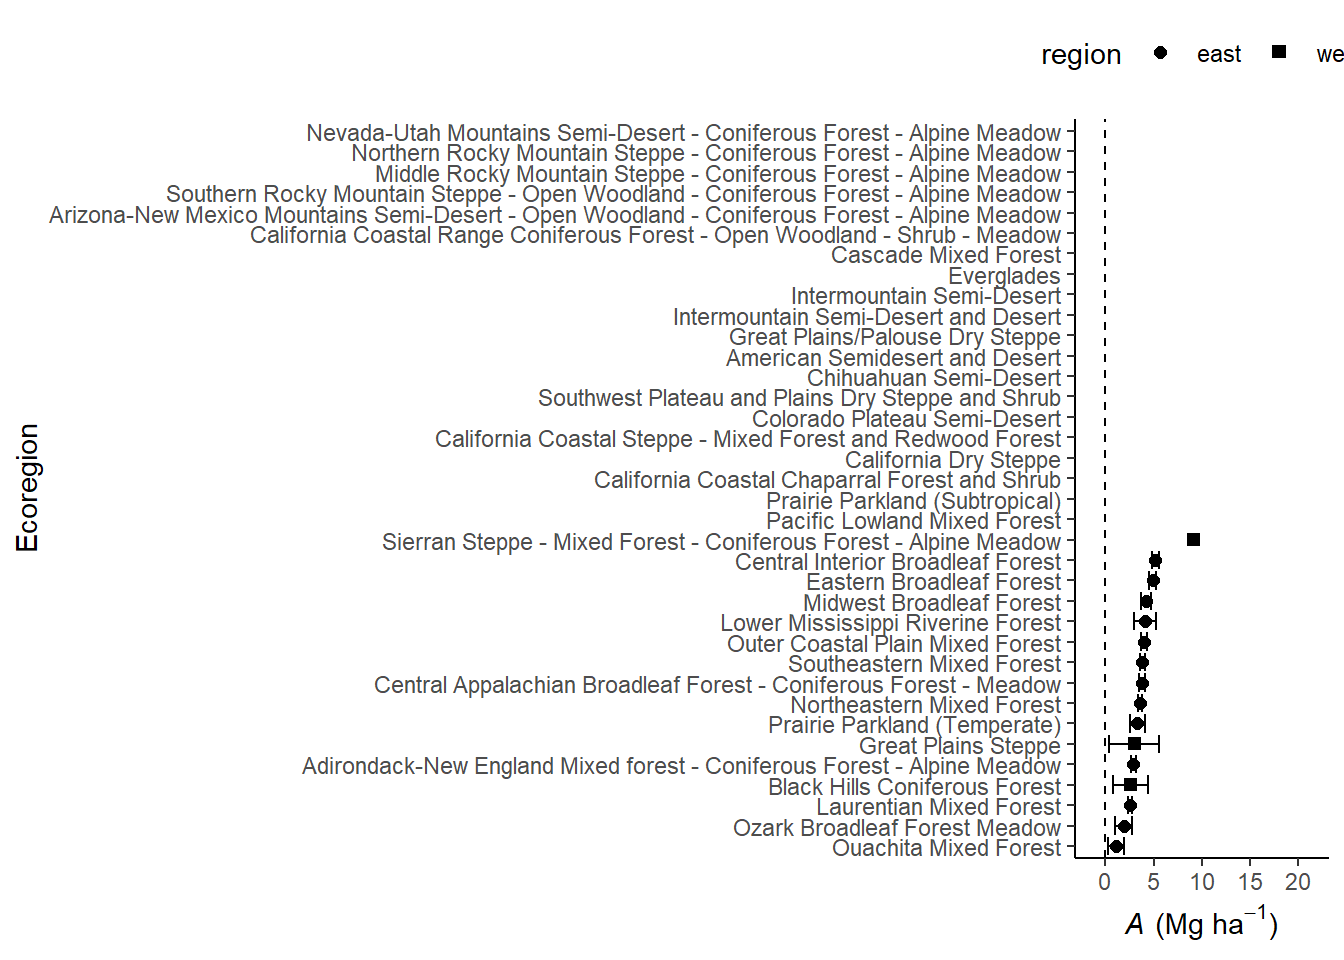 region east we
Nevada-Utah Mountains Semi-Desert - Coniferous Forest - Alpine Meadow
Northern Rocky Mountain Steppe - Coniferous Forest - Alpine Meadow
Middle Rocky Mountain Steppe - Coniferous Forest - Alpine Meadow
Southern Rocky Mountain Steppe - Open Woodland - Coniferous Forest - Alpine Meadow
Arizona-New Mexico Mountains Semi-Desert - Open Woodland - Coniferous Forest - Alpine Meadow
California Coastal Range Coniferous Forest - Open Woodland - Shrub - Meadow
Cascade Mixed Forest
Everglades
Intermountain Semi-Desert
Intermountain Semi-Desert and Desert
Great Plains/Palouse Dry Steppe
American Semidesert and Desert
Chihuahuan Semi-Desert
Southwest Plateau and Plains Dry Steppe and Shrub
Colorado Plateau Semi-Desert
California Coastal Steppe - Mixed Forest and Redwood Forest
California Dry Steppe
California Coastal Chaparral Forest and Shrub
Prairie Parkland (Subtropical)
Pacific Lowland Mixed Forest
Sierran Steppe - Mixed Forest - Coniferous Forest - Alpine Meadow
Central Interior Broadleaf Forest
Eastern Broadleaf Forest
Midwest Broadleaf Forest
Lower Mississippi Riverine Forest
Outer Coastal Plain Mixed Forest
Southeastern Mixed Forest
Central Appalachian Broadleaf Forest - Coniferous Forest - Meadow
Northeastern Mixed Forest
Prairie Parkland (Temperate)
Great Plains Steppe
Adirondack-New England Mixed forest - Coniferous Forest - Alpine Meadow
Black Hills Coniferous Forest
Laurentian Mixed Forest
Ozark Broadleaf Forest Meadow
Ouachita Mixed Forest
Ecoregion
0 5 10 15 20
A (Mg ha⁻¹)